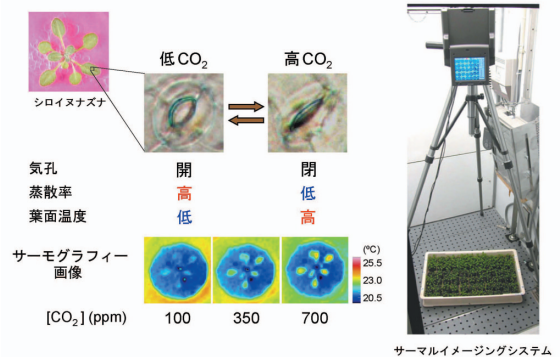 低CO₂ 高CO₂
シロイヌナズナ
気孔 開 閉
蒸散率 高 低
葉面温度 低 高
サーモグラフィー
画像
(ºC)
25.5
23.0
20.5
[CO₂] (ppm) 100 350 700
サーマルイメージングシステム